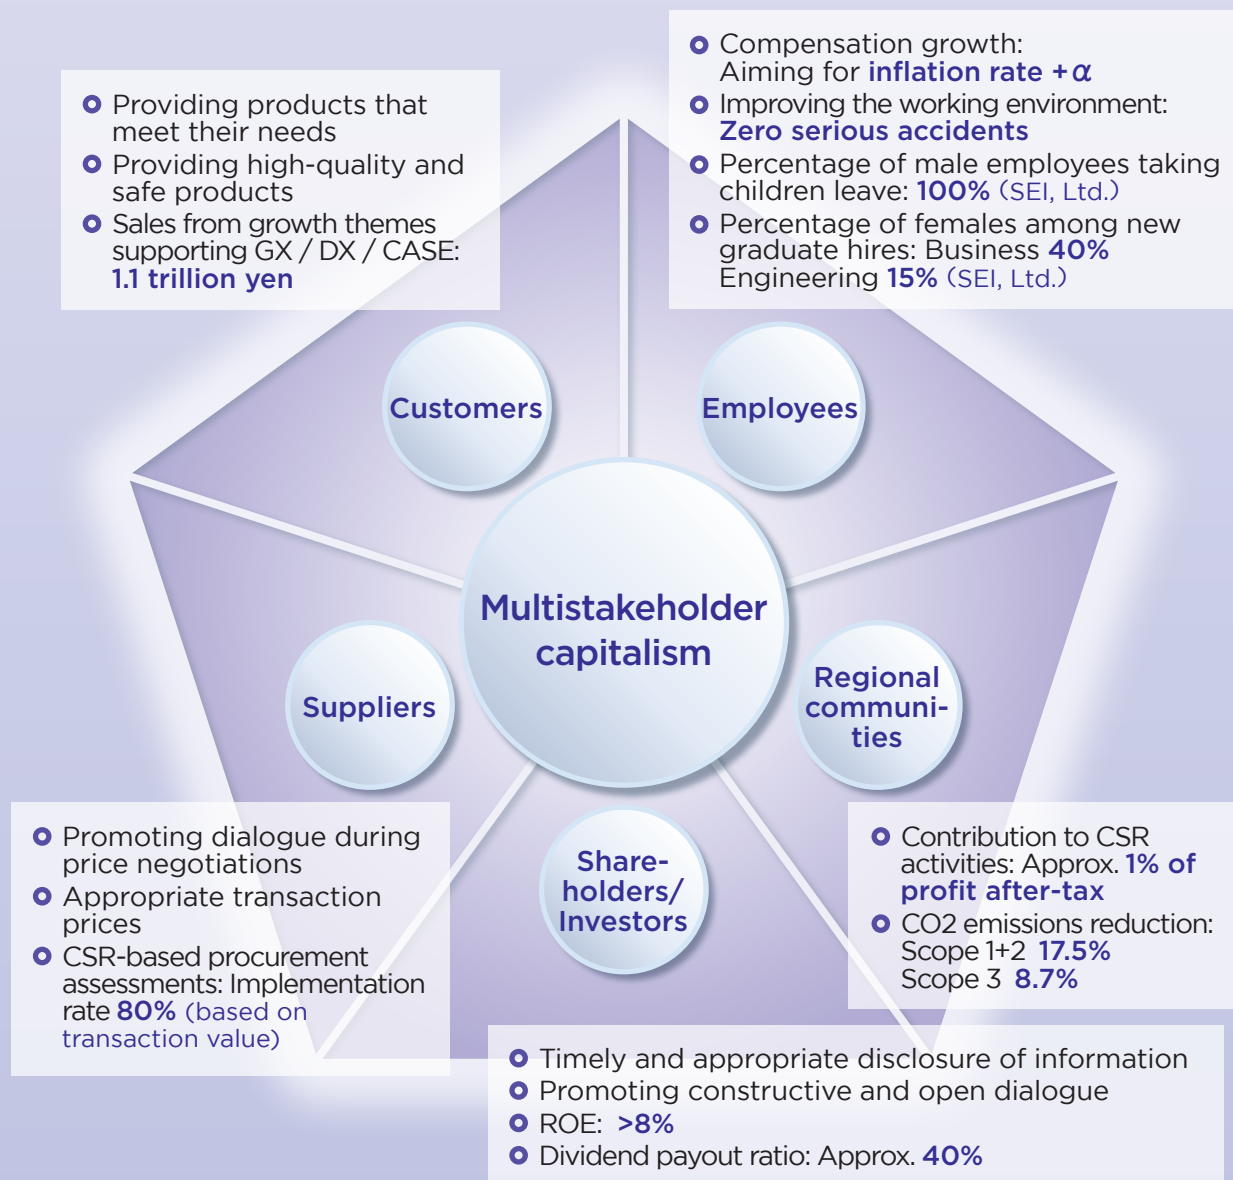 Providing products that
meet their needs
Providing high-quality and
safe products
Sales from growth themes
supporting GX / DX / CASE:
1.1 trillion yen
Compensation growth:
Aiming for inflation rate +α
Improving the working environment:
Zero serious accidents
Percentage of male employees taking
children leave: 100% (SEI, Ltd.)
Percentage of females among new
graduate hires: Business 40%
Engineering 15% (SEI, Ltd.)
Customers
Employees
Multistakeholder
capitalism
Suppliers
Regional
communi-
ties
Share-
holders/
Investors
Promoting dialogue during
price negotiations
Appropriate transaction
prices
CSR-based procurement
assessments: Implementation
rate 80% (based on
transaction value)
Contribution to CSR
activities: Approx. 1% of
profit after-tax
CO2 emissions reduction:
Scope 1+2 17.5%
Scope 3 8.7%
Timely and appropriate disclosure of information
Promoting constructive and open dialogue
ROE: >8%
Dividend payout ratio: Approx. 40%